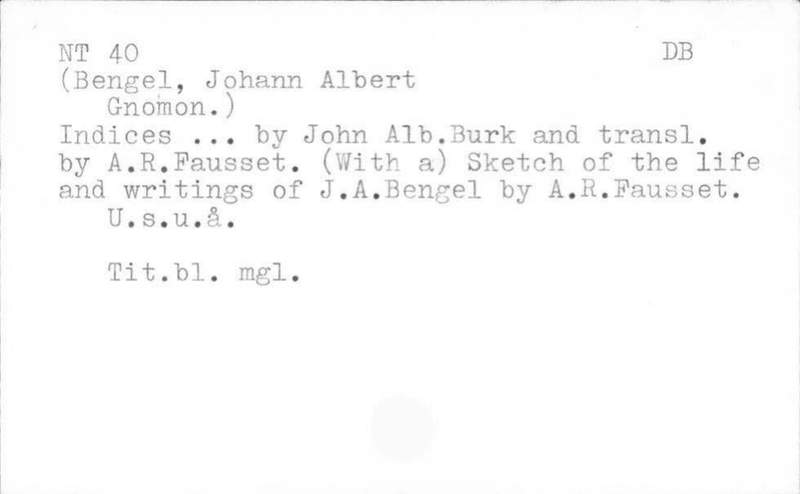 NT 40 DB
(Bengel, Johann Albert
Gnomon.)
Indices ... by John Alb.Burk and transl.
by A.R.Fausset. (With a) Sketch of the life
and writings of J.A.Bengel by A.R.Fausset.
U.s.u.å.
Tit.bl. mgl.